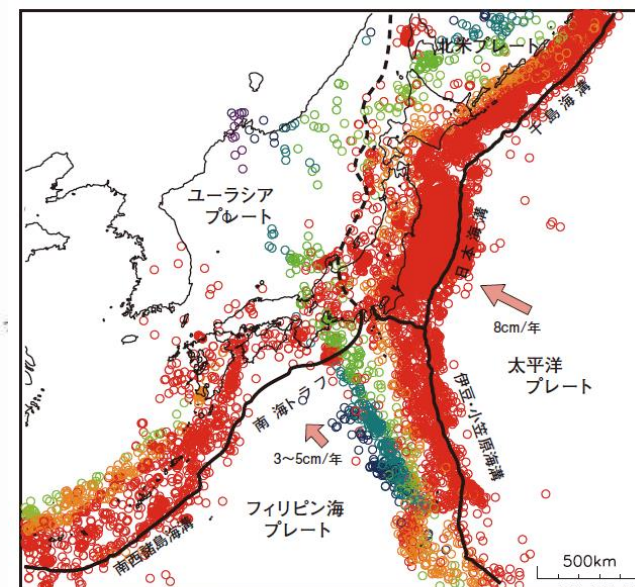 北米プレート
千島海溝
ユーラシア
プレート
日本海溝
8cm/年
太平洋
プレート
伊豆・小笠原海溝
南海トラフ
3~5cm/年
フィリピン海
プレート
南西諸島海溝
500km